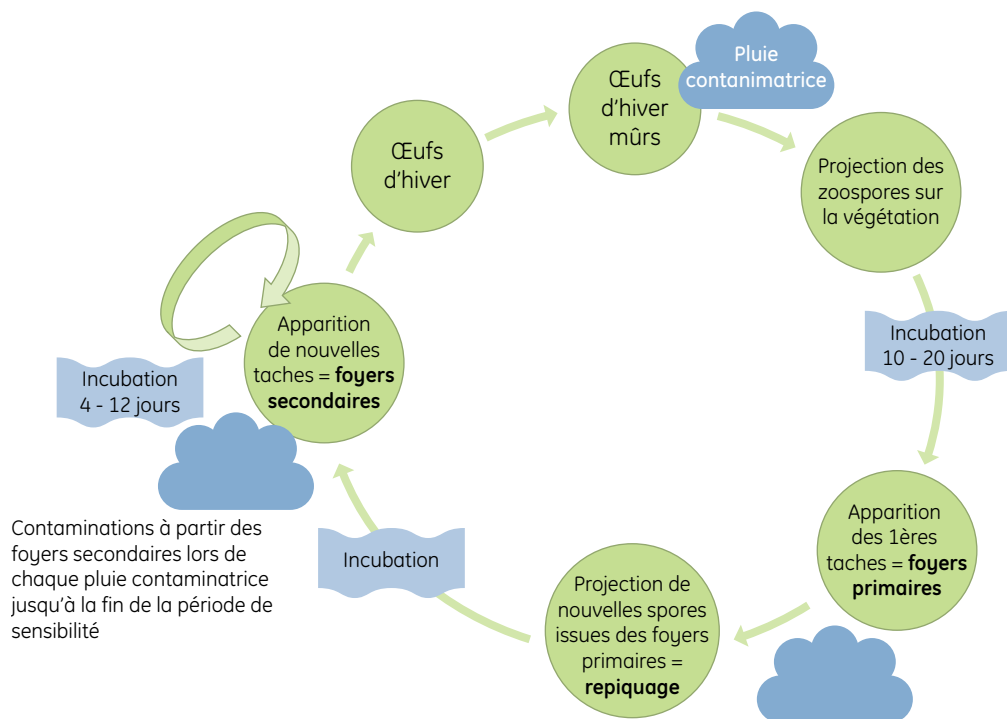 Pluie
contanimatrice
Œufs
d'hiver
mûrs
Œufs
d'hiver
Projection des
zoospores sur
la végétation
Incubation
10 - 20 jours
Apparition
des 1ères
taches = foyers
primaires
Projection de
nouvelles spores
issues des foyers
primaires =
repiquage
Incubation
Apparition
de nouvelles
taches = foyers
secondaires
Incubation
4 - 12 jours
Contaminations à partir des
foyers secondaires lors de
chaque pluie contaminatrice
jusqu'à la fin de la période de
sensibilité